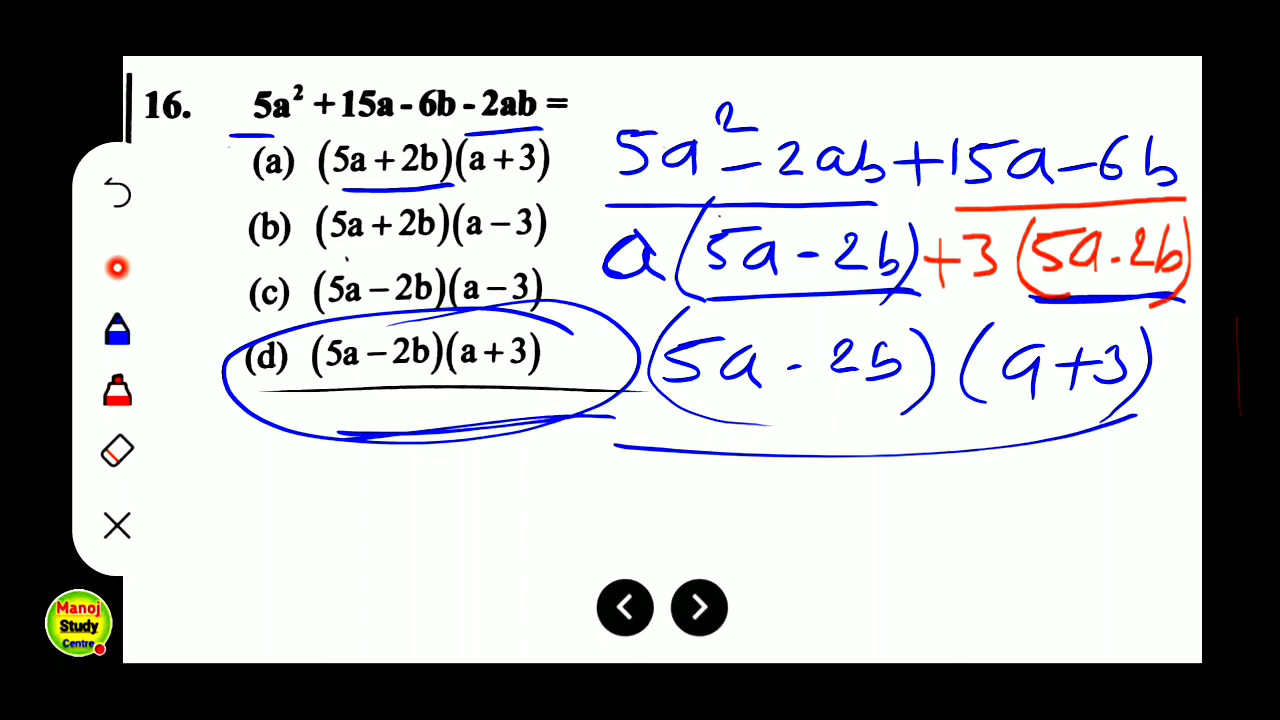 16. 5a² + 15a - 6b - 2ab =
(a) (5a + 2b)(a + 3)
(b) (5a + 2b)(a − 3)
(c) (5a − 2b)(a − 3)
(d) (5a − 2b)(a + 3)
5a² - 2ab + 15a - 6b
a (5a - 2b) + 3 (5a - 2b)
(5a - 2b) (a + 3)
Manoj
Study
Centre